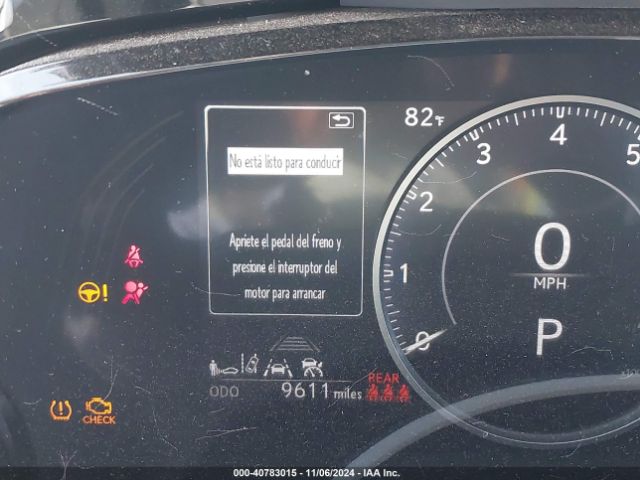 82°F
No está listo para conducir
Apriete el pedal del freno y
presione el interruptor del
motor para arrancar
0 1 2 3 4 5
0
MPH
P
ODO 9611 miles
REAR
CHECK
000-40783015 - 11/06/2024 - IAA Inc.